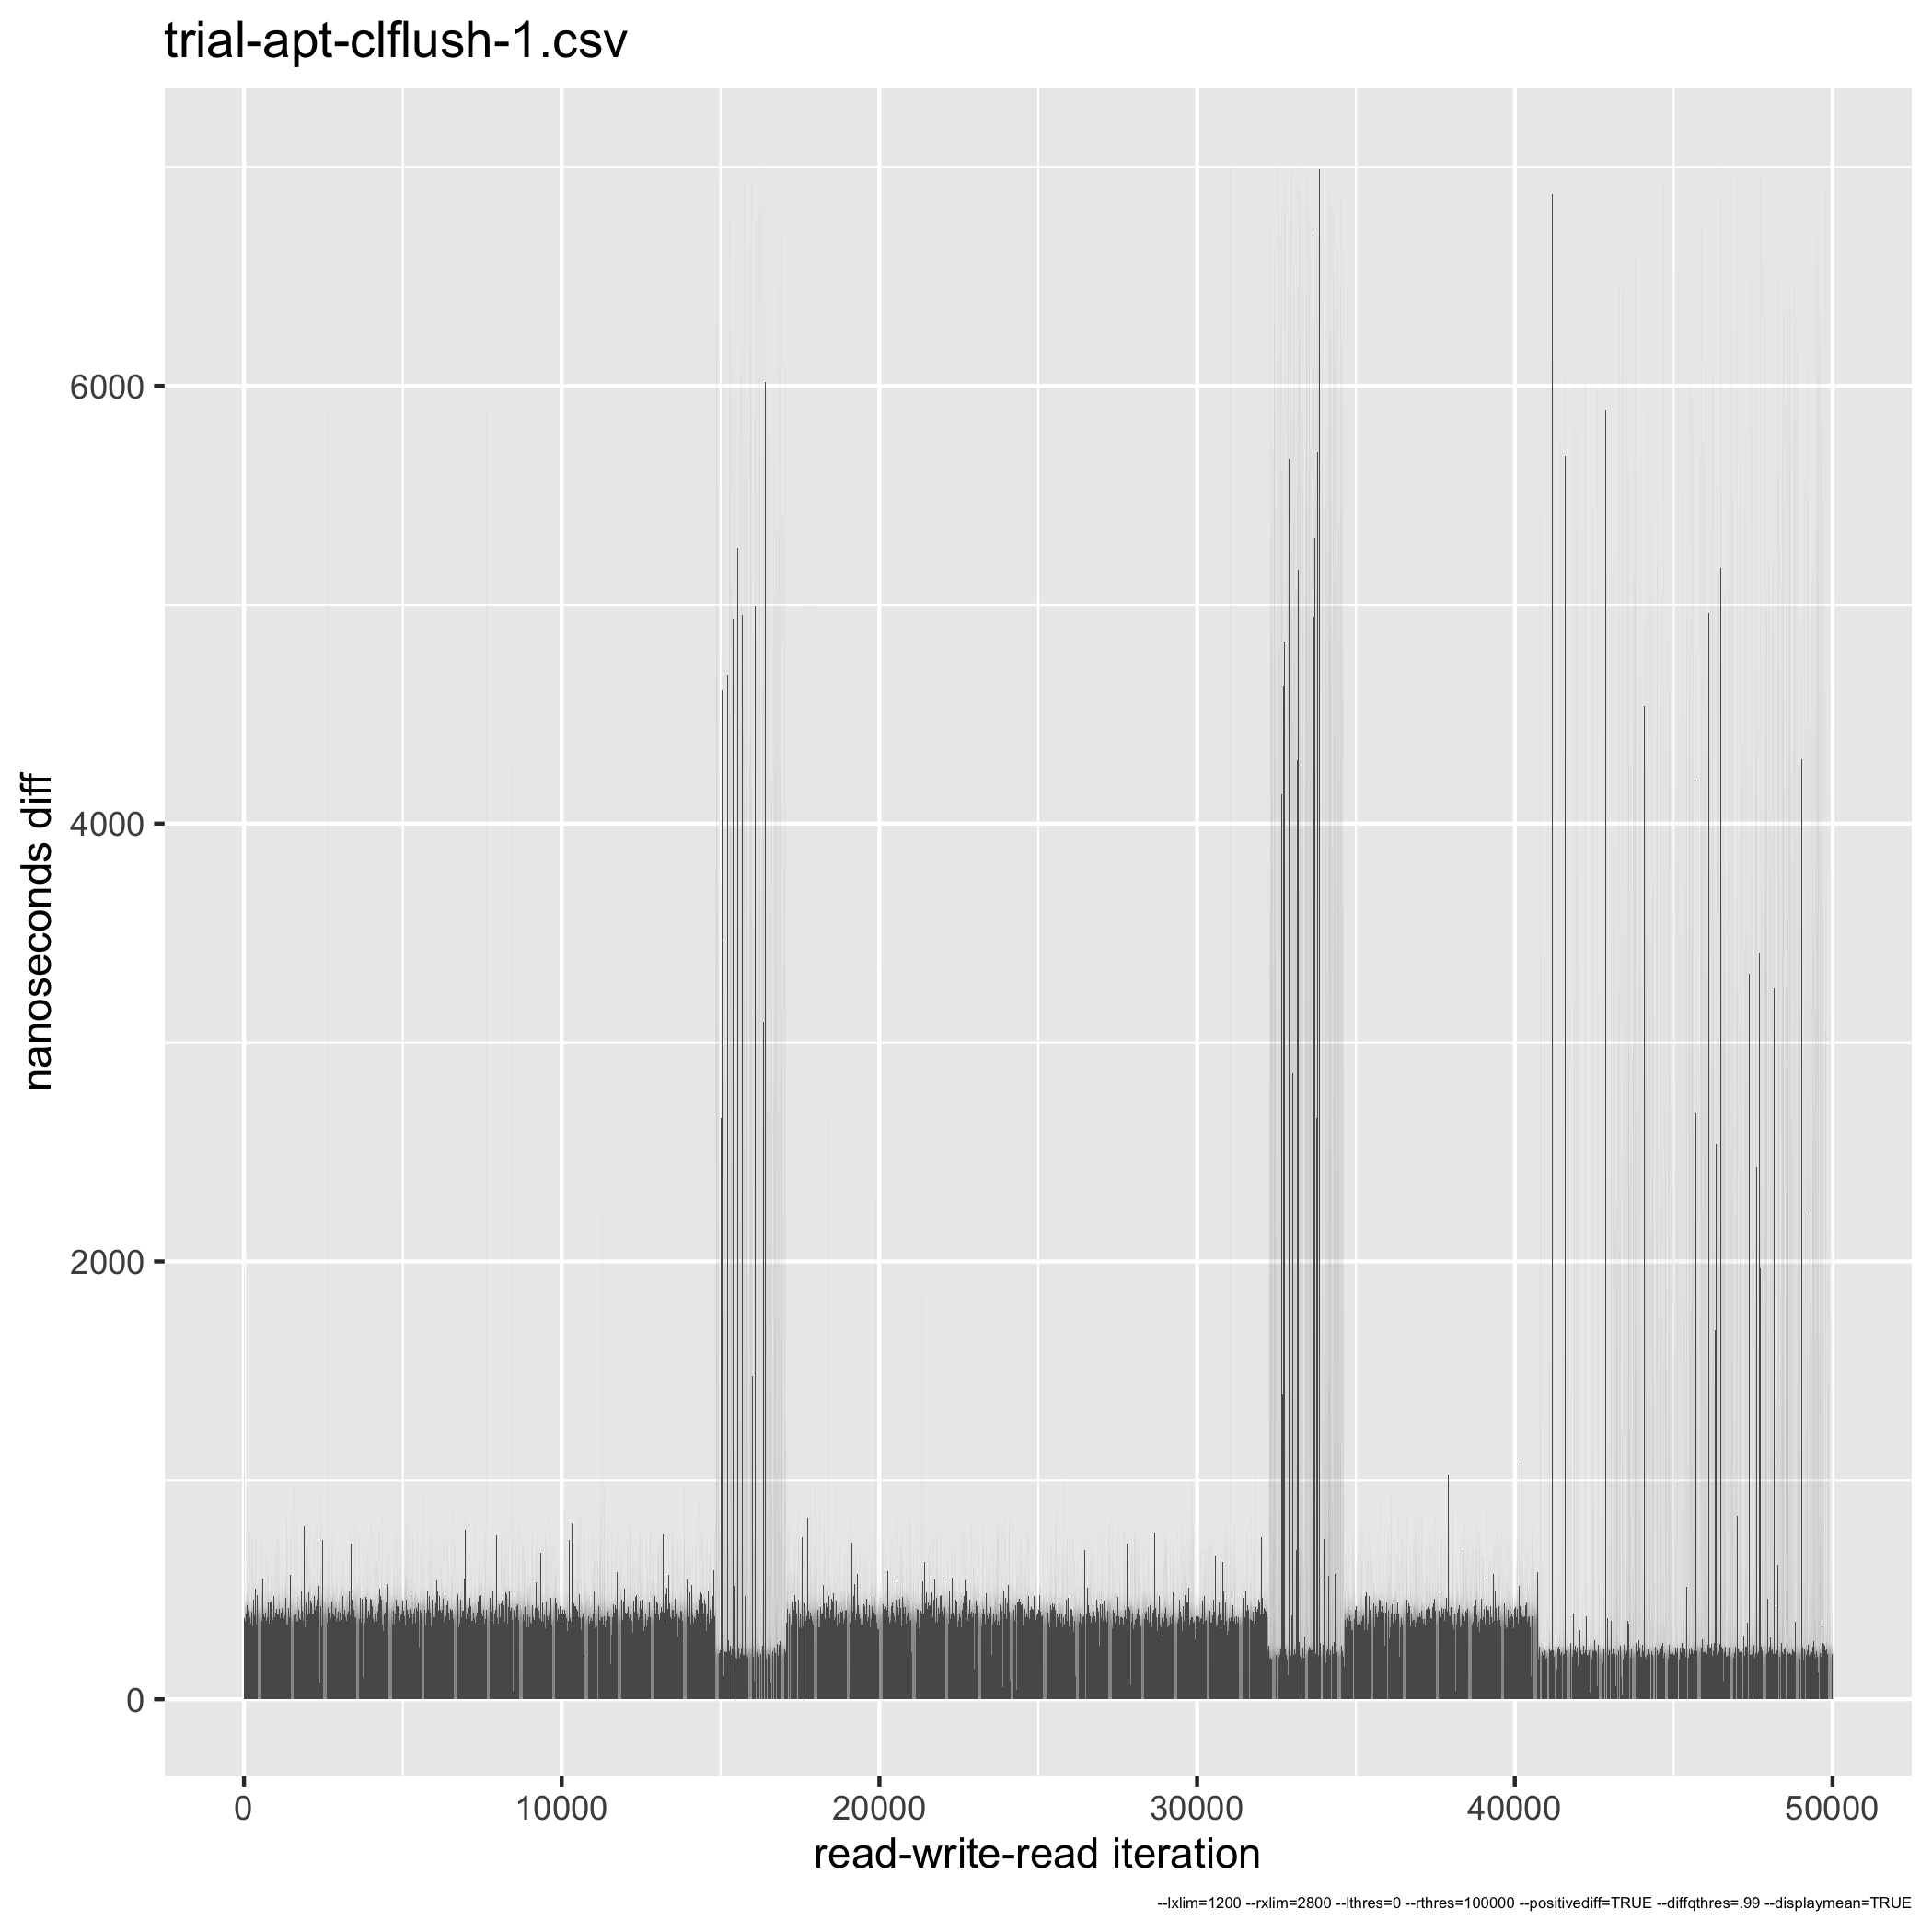 trial-apt-clflush-1.csv
nanoseconds diff
6000
4000
2000
0
0 10000 20000 30000 40000 50000
read-write-read iteration
--lxlim=1200 --rxlim=2800 --lthres=0 --rthres=100000 --positivediff=TRUE --diffqthres=.99 --displaymean=TRUE